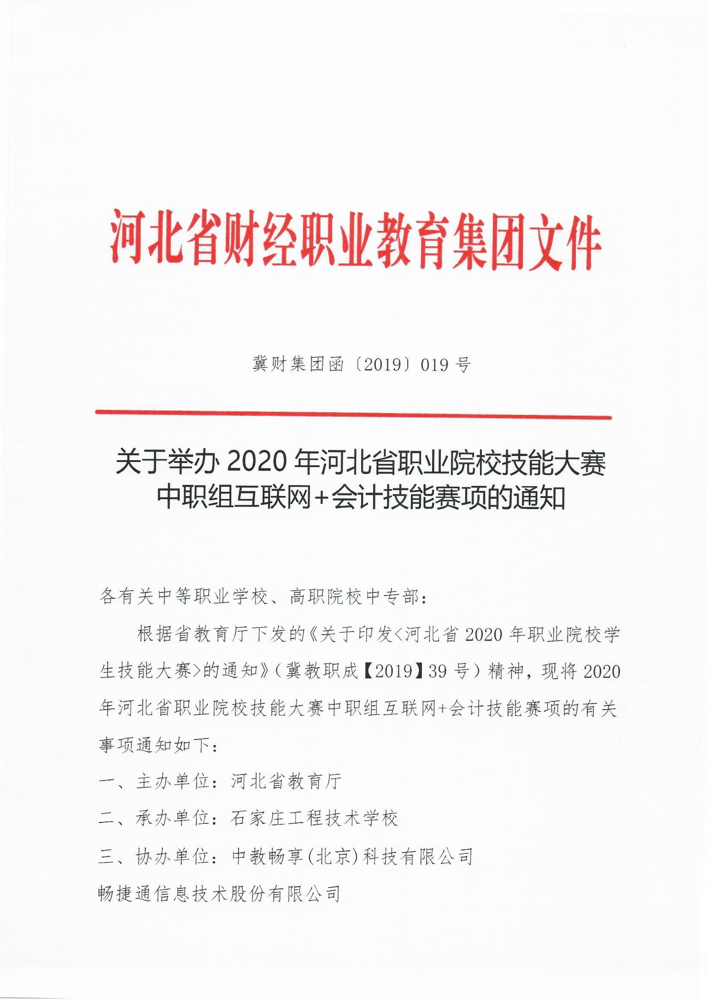 河北省财经职业教育集团文件
冀财集团函〔2019〕019号
关于举办 2020 年河北省职业院校技能大赛
中职组互联网+会计技能赛项的通知
各有关中等职业学校、高职院校中专部：
根据省教育厅下发的《关于印发<河北省 2020 年职业院校学
生技能大赛>的通知》（冀教职成【2019】39 号）精神，现将 2020
年河北省职业院校技能大赛中职组互联网+会计技能赛项的有关
事项通知如下：
一、主办单位：河北省教育厅
二、承办单位：石家庄工程技术学校
三、协办单位：中教畅享(北京)科技有限公司
畅捷通信息技术股份有限公司